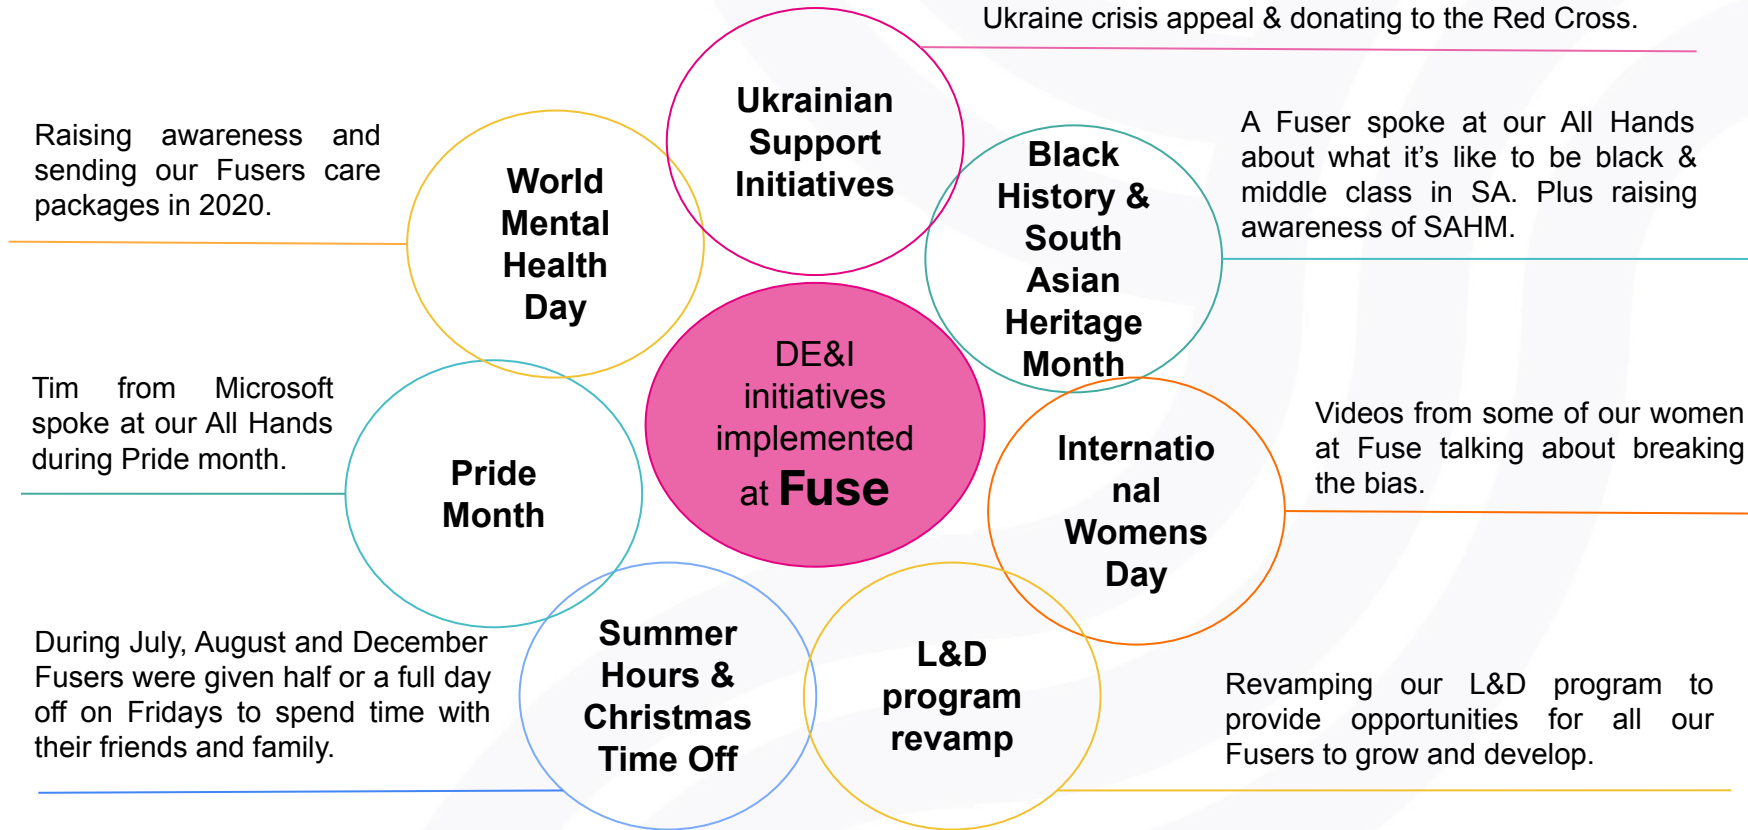 Ukraine crisis appeal & donating to the Red Cross.
Ukrainian
Support
Initiatives
Raising awareness and
sending our Fusers care
packages in 2020.
World
Mental
Health
Day
Black
History &
South
Asian
Heritage
Month
A Fuser spoke at our All Hands
about what it’s like to be black &
middle class in SA. Plus raising
awareness of SAHM.
DE&I
initiatives
implemented
at Fuse
Tim from Microsoft
spoke at our All Hands
during Pride month.
Pride
Month
Internatio
nal
Womens
Day
Videos from some of our women
at Fuse talking about breaking
the bias.
During July, August and December
Fusers were given half or a full day
off on Fridays to spend time with
their friends and family.
Summer
Hours &
Christmas
Time Off
L&D
program
revamp
Revamping our L&D program to
provide opportunities for all our
Fusers to grow and develop.